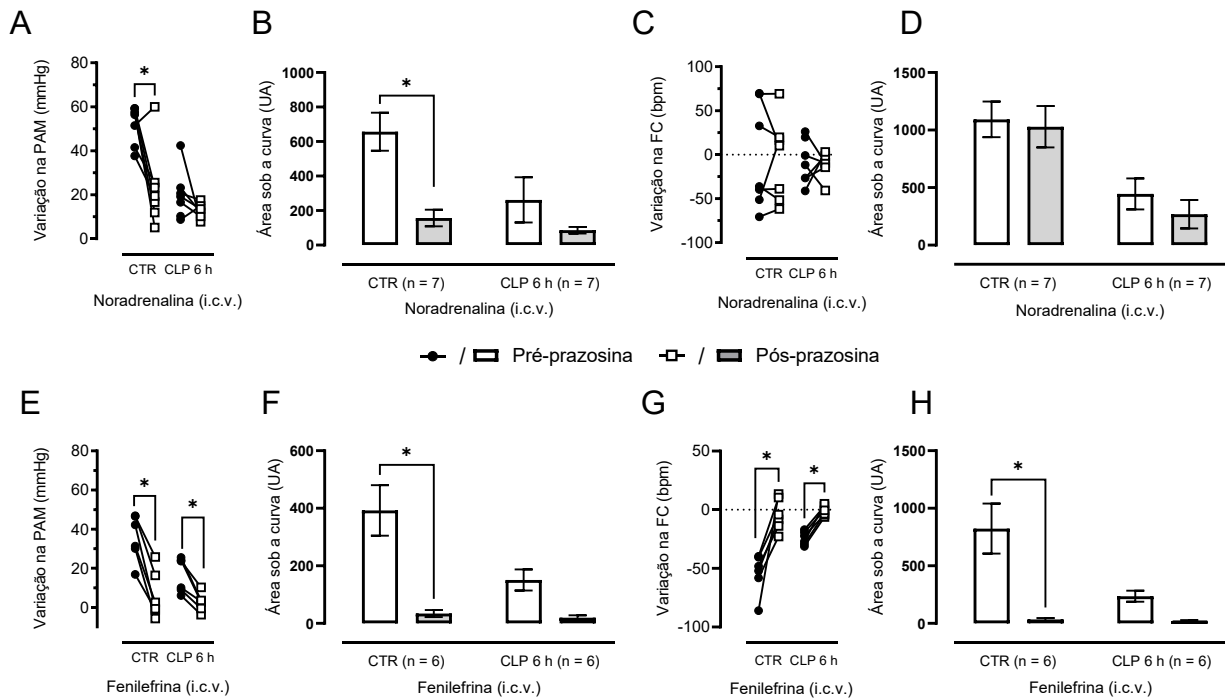 A
B
C
D
Variação na PAM (mmHg)
80
60
40
20
0
*
CTR CLP 6 h
Noradrenalina (i.c.v.)
Área sob a curva (UA)
1000
800
600
400
200
0
*
CTR (n = 7) CLP 6 h (n = 7)
Noradrenalina (i.c.v.)
Variação na FC (bpm)
100
50
0
-50
-100
CTR CLP 6 h
Noradrenalina (i.c.v.)
Área sob a curva (UA)
1500
1000
500
0
CTR (n = 7) CLP 6 h (n = 7)
Noradrenalina (i.c.v.)
/ Pré-prazosina / Pós-prazosina
E
F
G
H
Variação na PAM (mmHg)
80
60
40
20
0
*
*
CTR CLP 6 h
Fenilefrina (i.c.v.)
Área sob a curva (UA)
600
400
200
0
*
CTR (n = 6) CLP 6 h (n = 6)
Fenilefrina (i.c.v.)
Variação na FC (bpm)
50
0
-50
-100
*
*
CTR CLP 6 h
Fenilefrina (i.c.v.)
Área sob a curva (UA)
1500
1000
500
0
*
CTR (n = 6) CLP 6 h (n = 6)
Fenilefrina (i.c.v.)